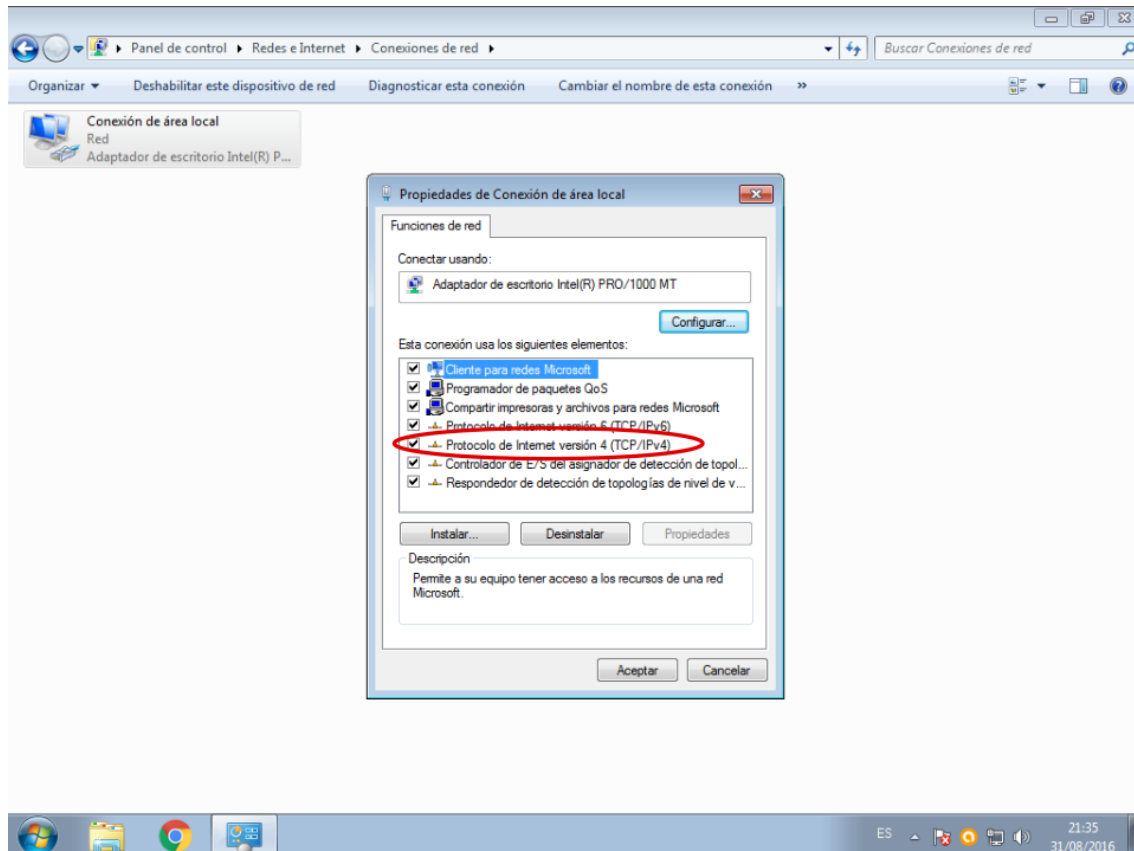 Panel de control Redes e Internet Conexiones de red
Buscar Conexiones de red
Organizar Deshabilitar este dispositivo de red Diagnosticar esta conexión Cambiar el nombre de esta conexión »
Conexión de área local
Red
Adaptador de escritorio Intel(R) P...
Propiedades de Conexión de área local
Funciones de red
Conectar usando:
Adaptador de escritorio Intel(R) PRO/1000 MT
Configurar...
Esta conexión usa los siguientes elementos:
Cliente para redes Microsoft
Programador de paquetes QoS
Compartir impresoras y archivos para redes Microsoft
Protocolo de Internet versión 6 (TCP/IPv6)
Protocolo de Internet versión 4 (TCP/IPv4)
Controlador de E/S del asignador de detección de topol...
Respondedor de detección de topologías de nivel de v...
Instalar... Desinstalar Propiedades
Descripción
Permite a su equipo tener acceso a los recursos de una red
Microsoft.
Aceptar Cancelar
ES
21:35
31/08/2016